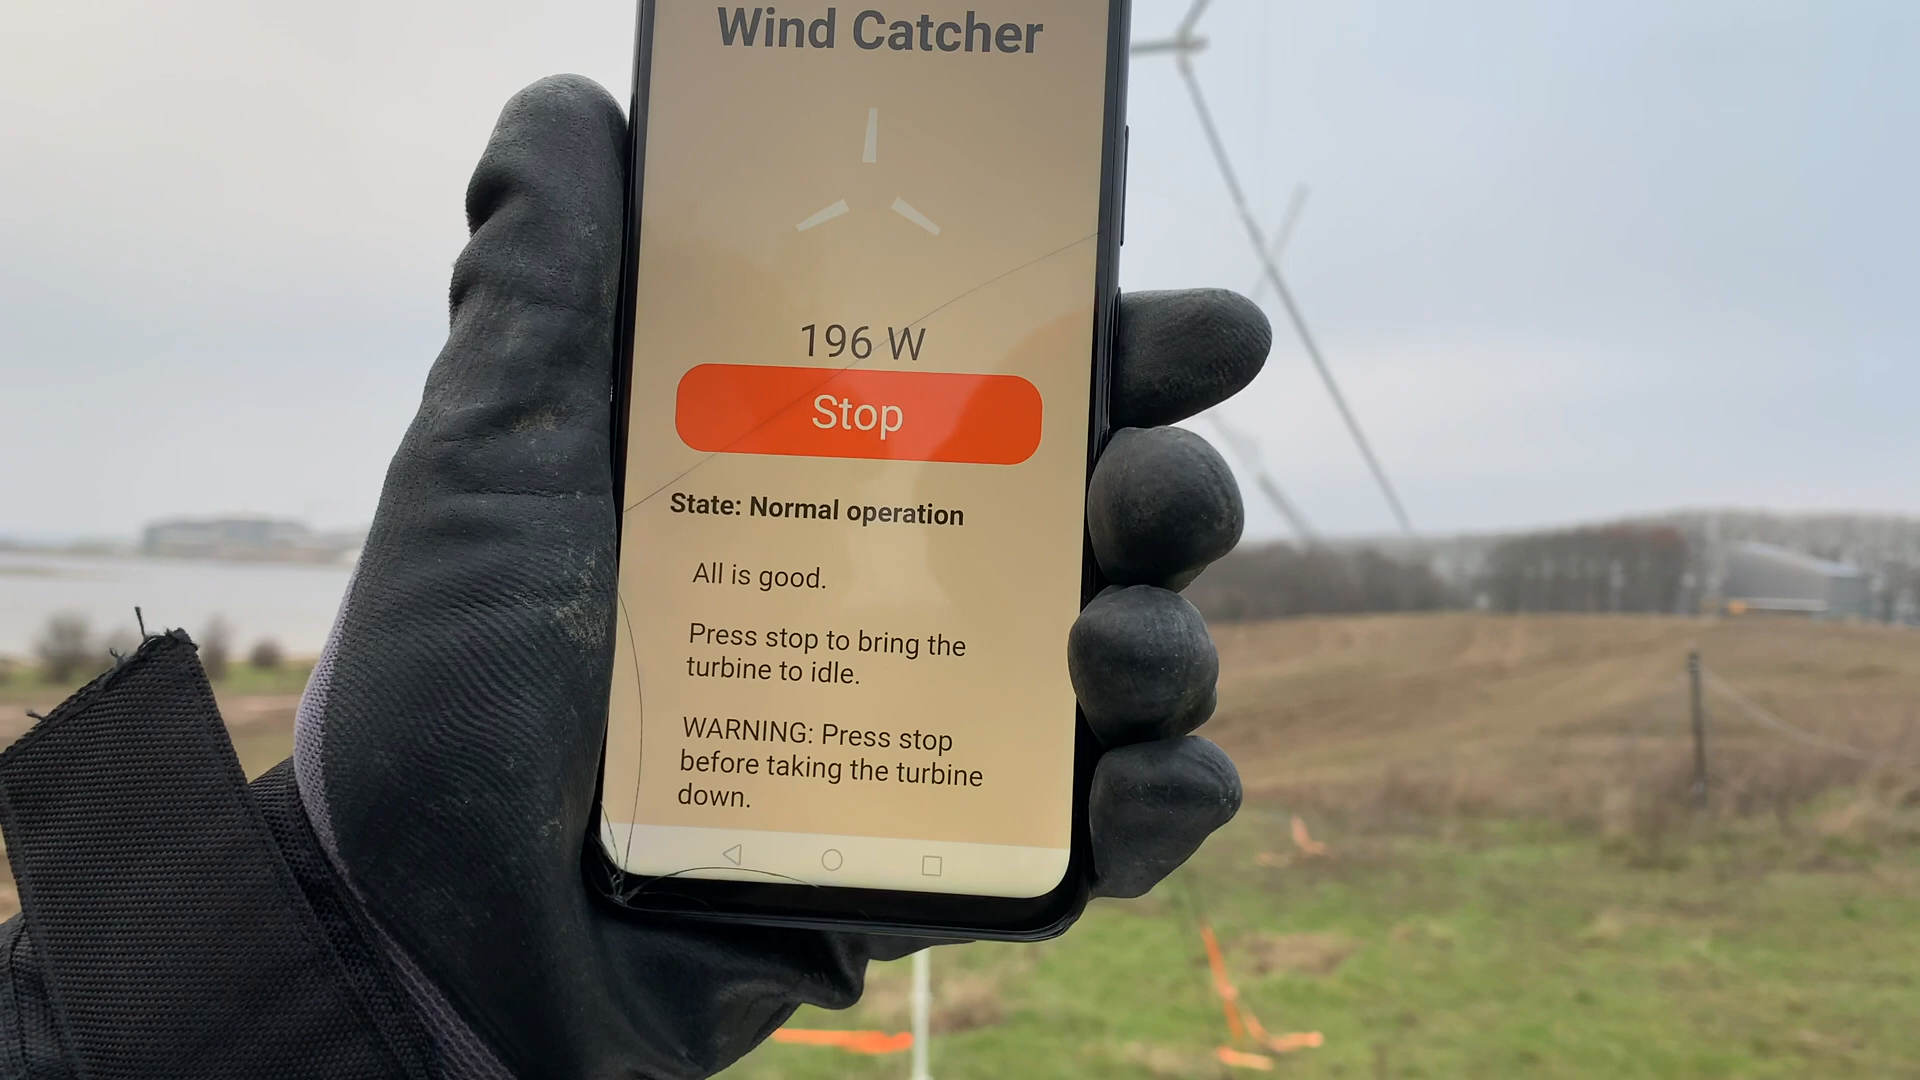 Wind Catcher
196 W
Stop
State: Normal operation
All is good.
Press stop to bring the
turbine to idle.
WARNING: Press stop
before taking the turbine
down.